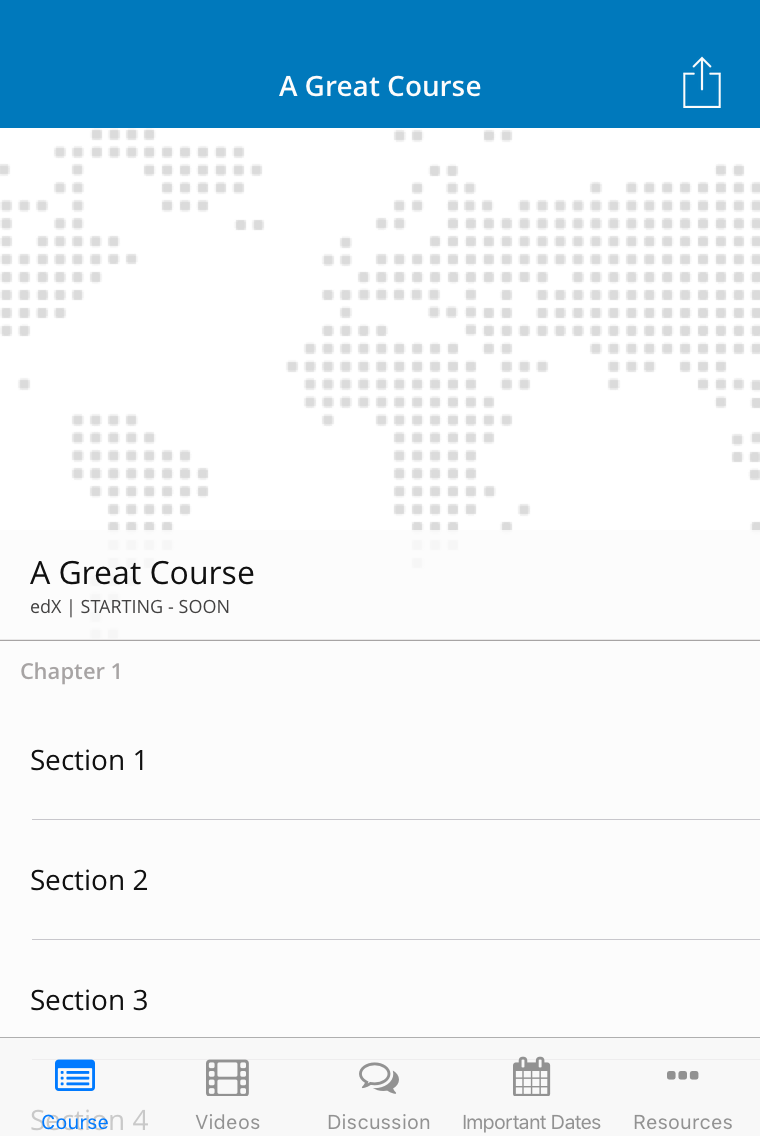 A Great Course
A Great Course
edX | STARTING - SOON
Chapter 1
Section 1
Section 2
Section 3
Section 4
Course
Videos
Discussion
Important Dates
Resources